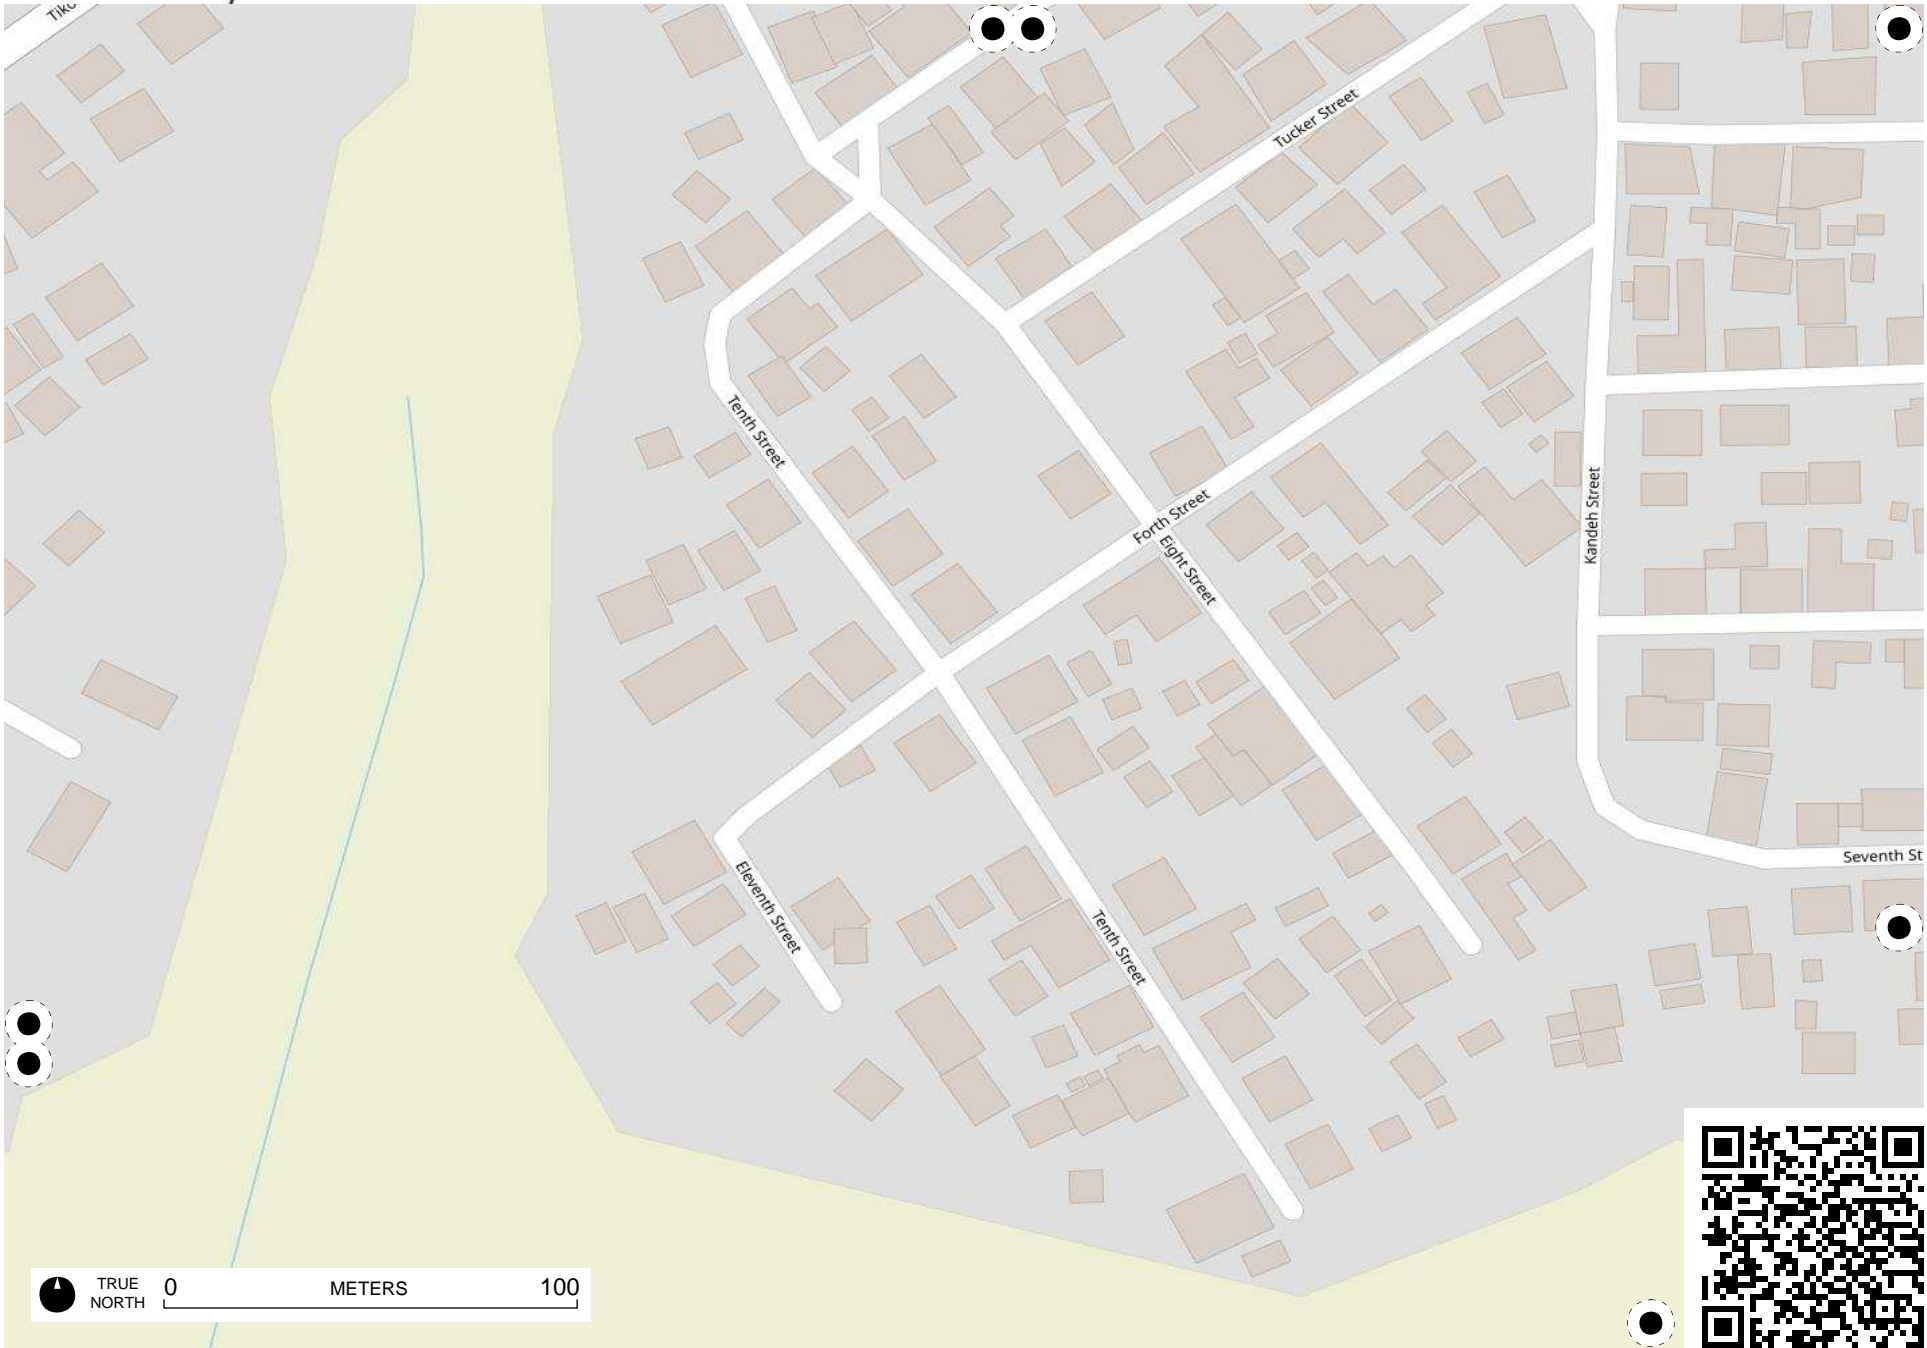 Tucker Street
Tenth Street
Kandeh Street
Forth Street
Eight Street
Seventh St
Eleventh Street
Tenth Street
TRUE
NORTH
0 METERS 100